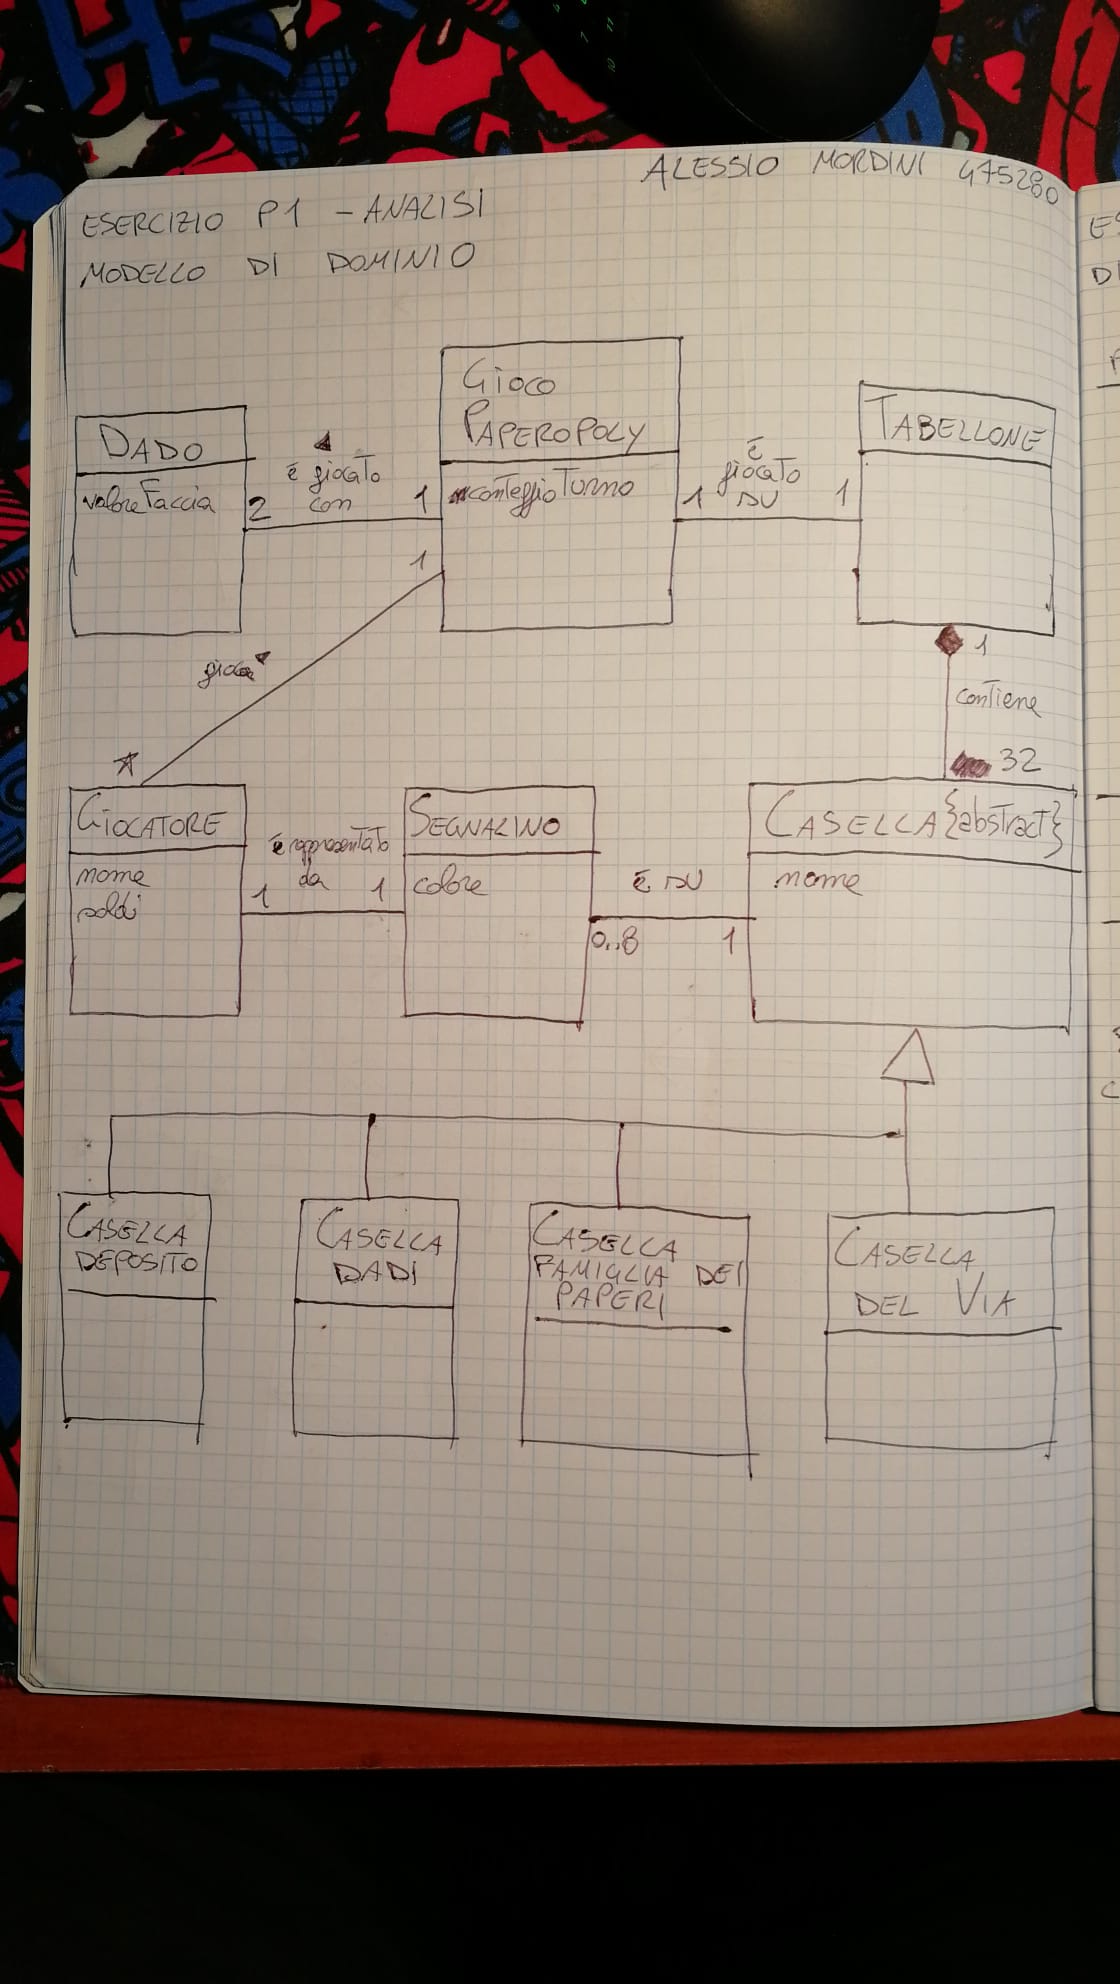 ALESSIO MORDINI 475280
ESERCIZIO P1 - ANALISI
MODELLO DI DOMINIO
DADO
valoreFaccia
2
è giocato
con
1
GIOCO
PAPEROPOLY
conteggioTurno
1
è
giocato
su
1
TABELLONE
1
gioca
*
1
contiene
32
GIOCATORE
nome
soldi
1
è rappresentato
da
1
SEGNALINO
colore
È SU
0..8
1
CASELLA {abstract}
nome
CASELLA
DEPOSITO
CASELLA
DADI
CASELLA
FAMIGLIA DEI
PAPERI
CASELLA
DEL VIA